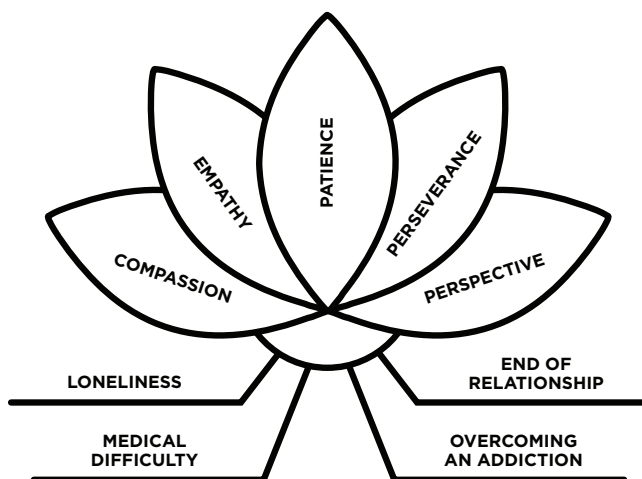 PATIENCE
EMPATHY
PERSEVERANCE
COMPASSION
PERSPECTIVE
LONELINESS
END OF
RELATIONSHIP
MEDICAL
DIFFICULTY
OVERCOMING
AN ADDICTION